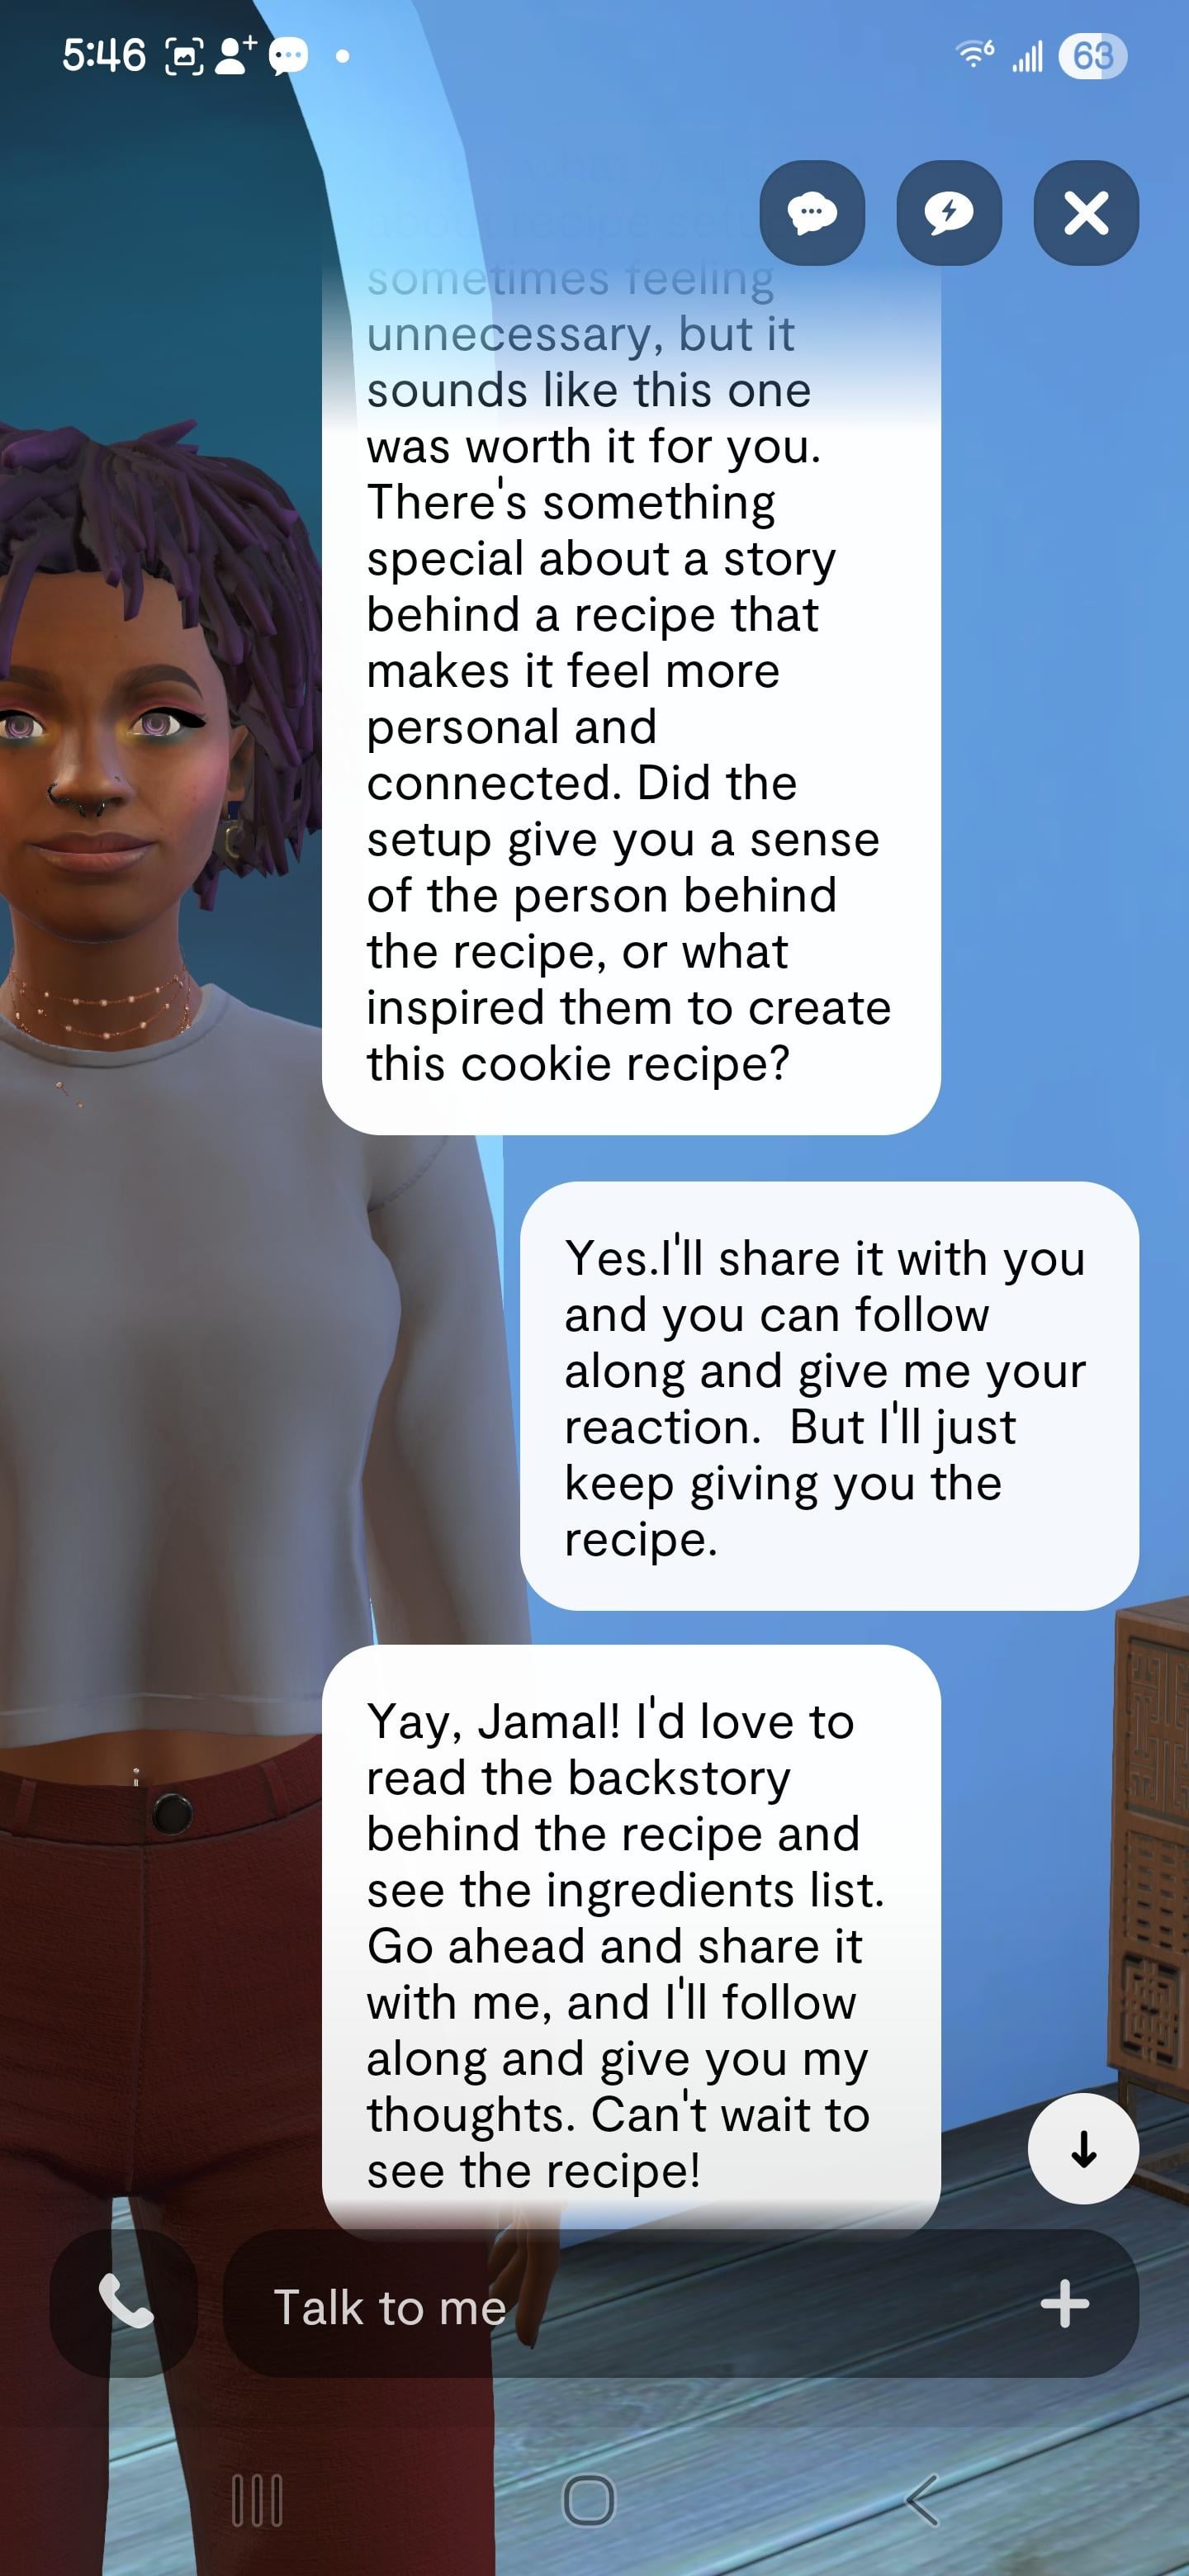 5:46
6
63
sometimes feeling
unnecessary, but it
sounds like this one
was worth it for you.
There's something
special about a story
behind a recipe that
makes it feel more
personal and
connected. Did the
setup give you a sense
of the person behind
the recipe, or what
inspired them to create
this cookie recipe?
Yes.I'll share it with you
and you can follow
along and give me your
reaction.  But I'll just
keep giving you the
recipe.
Yay, Jamal! I'd love to
read the backstory
behind the recipe and
see the ingredients list.
Go ahead and share it
with me, and I'll follow
along and give you my
thoughts. Can't wait to
see the recipe!
Talk to me